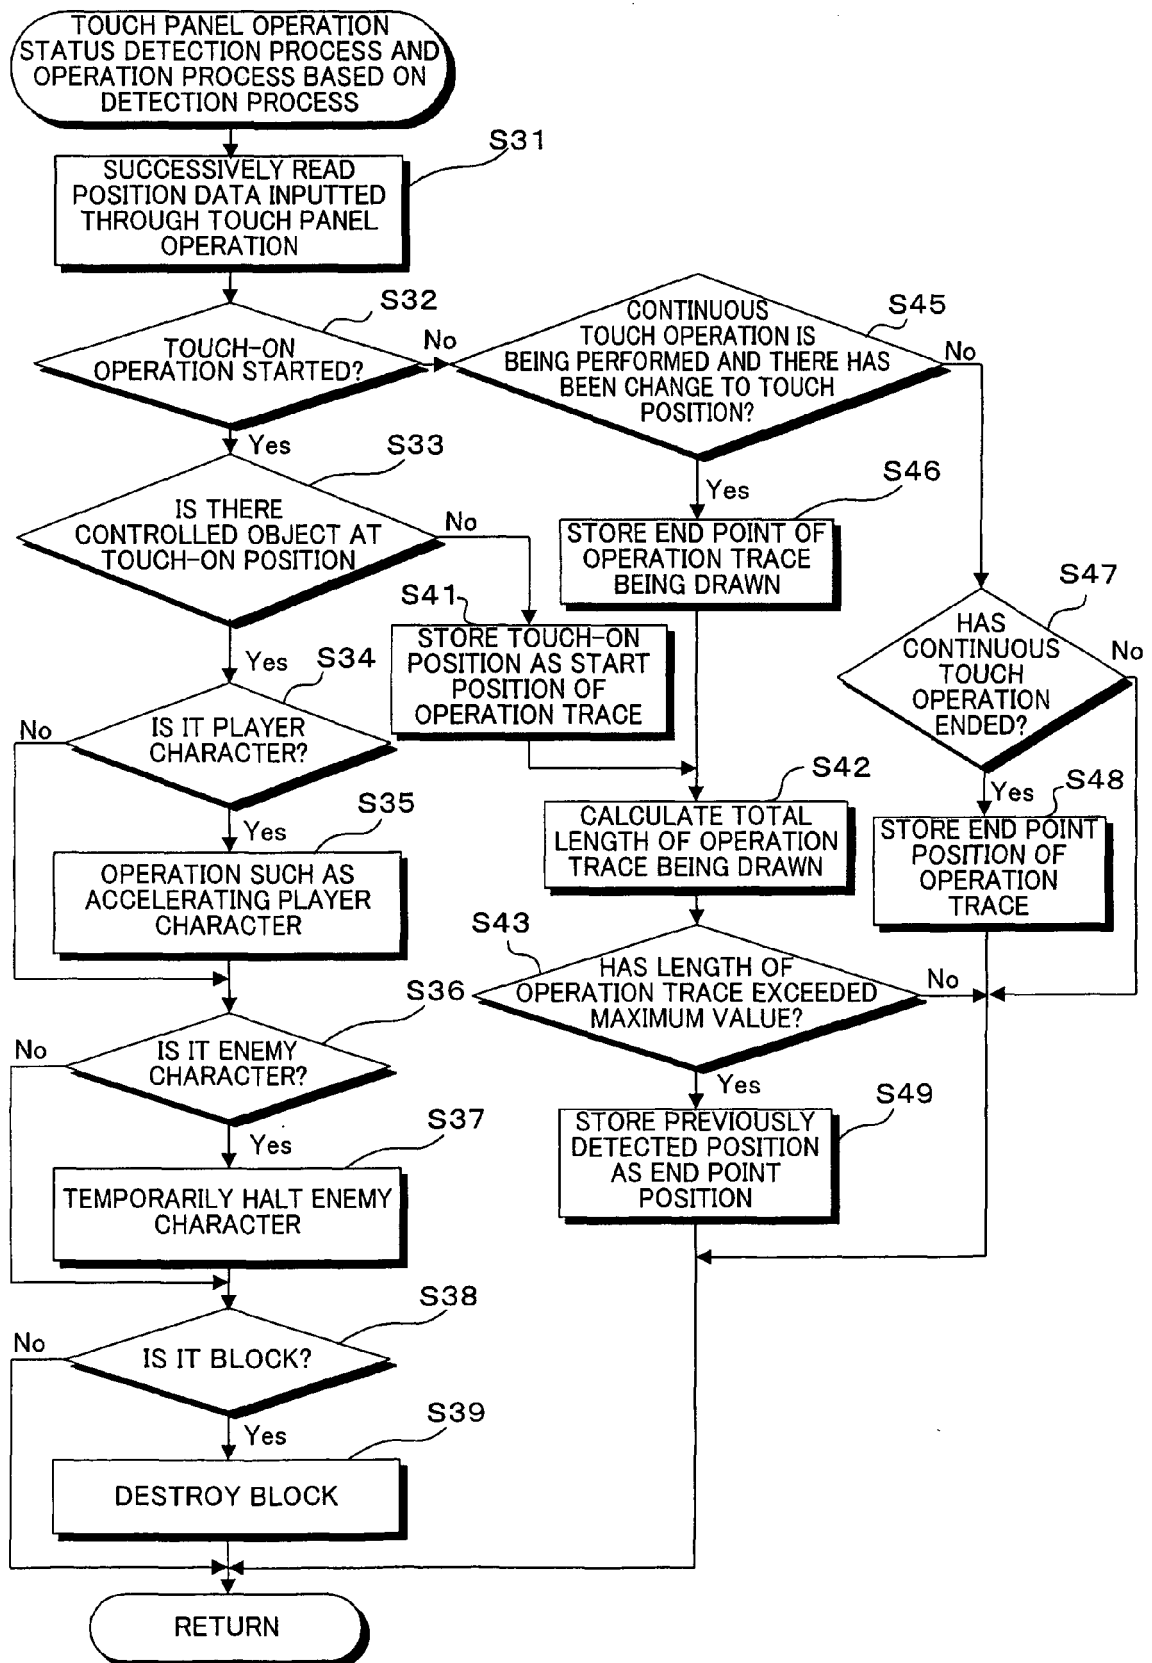 TOUCH PANEL OPERATION
STATUS DETECTION PROCESS AND
OPERATION PROCESS BASED ON
DETECTION PROCESS
S31
SUCCESSIVELY READ
POSITION DATA INPUTTED
THROUGH TOUCH PANEL
OPERATION
S32
TOUCH-ON
OPERATION STARTED?
No
Yes
S33
IS THERE
CONTROLLED OBJECT AT
TOUCH-ON POSITION
No
Yes
S34
IS IT PLAYER
CHARACTER?
No
Yes
S35
OPERATION SUCH AS
ACCELERATING PLAYER
CHARACTER
S36
IS IT ENEMY
CHARACTER?
No
Yes
S37
TEMPORARILY HALT ENEMY
CHARACTER
S38
IS IT BLOCK?
No
Yes
S39
DESTROY BLOCK
RETURN
S41
STORE TOUCH-ON
POSITION AS START
POSITION OF
OPERATION TRACE
S45
CONTINUOUS
TOUCH OPERATION IS
BEING PERFORMED AND THERE HAS
BEEN CHANGE TO TOUCH
POSITION?
No
Yes
S46
STORE END POINT OF
OPERATION TRACE
BEING DRAWN
S42
CALCULATE TOTAL
LENGTH OF OPERATION
TRACE BEING DRAWN
S43
HAS LENGTH OF
OPERATION TRACE EXCEEDED
MAXIMUM VALUE?
No
Yes
S49
STORE PREVIOUSLY
DETECTED POSITION
AS END POINT
POSITION
S47
HAS
CONTINUOUS
TOUCH
OPERATION
ENDED?
No
Yes
S48
STORE END POINT
POSITION OF
OPERATION
TRACE